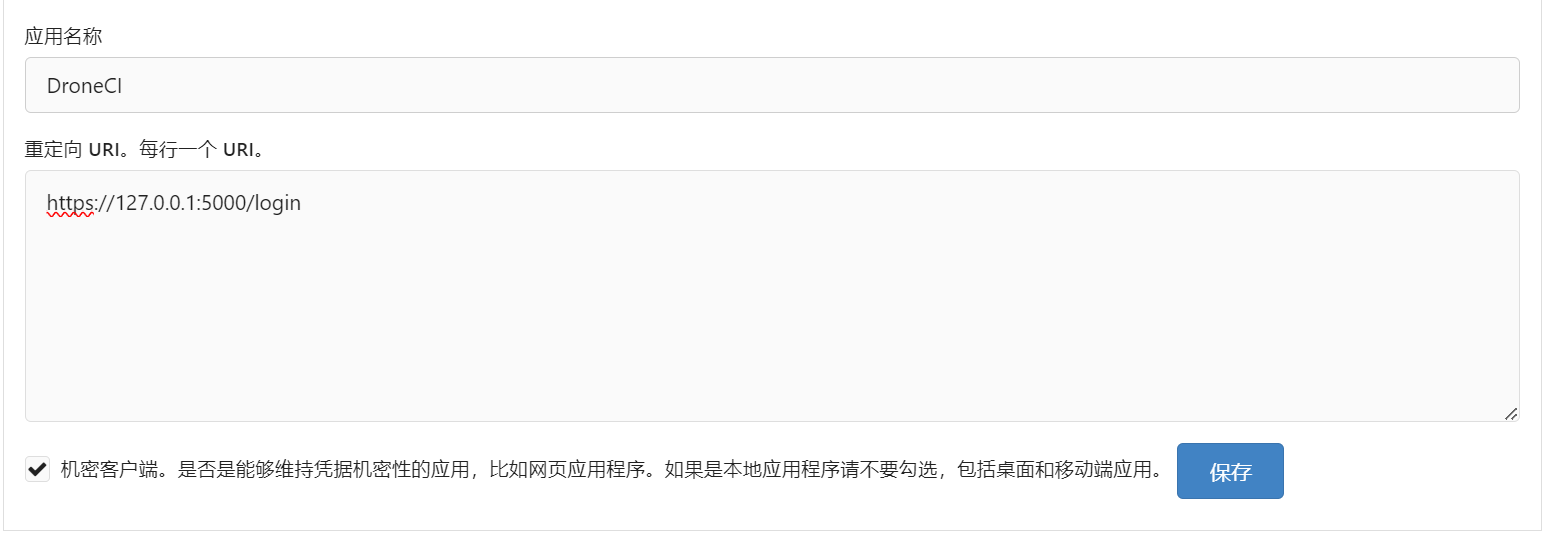 应用名称
DroneCI
重定向 URI。每行一个 URI。
https://127.0.0.1:5000/login
机密客户端。是否是能够维持凭据机密性的应用，比如网页应用程序。如果是本地应用程序请不要勾选，包括桌面和移动端应用。
保存